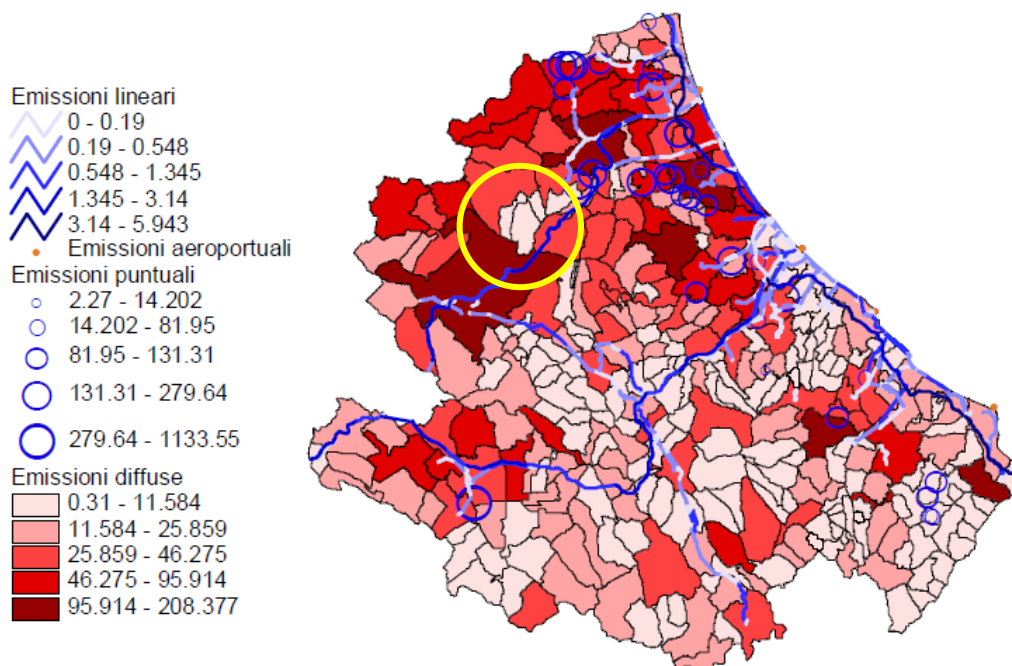 Emissioni lineari
0 - 0.19
0.19 - 0.548
0.548 - 1.345
1.345 - 3.14
3.14 - 5.943
Emissioni aeroportuali
Emissioni puntuali
2.27 - 14.202
14.202 - 81.95
81.95 - 131.31
131.31 - 279.64
279.64 - 1133.55
Emissioni diffuse
0.31 - 11.584
11.584 - 25.859
25.859 - 46.275
46.275 - 95.914
95.914 - 208.377